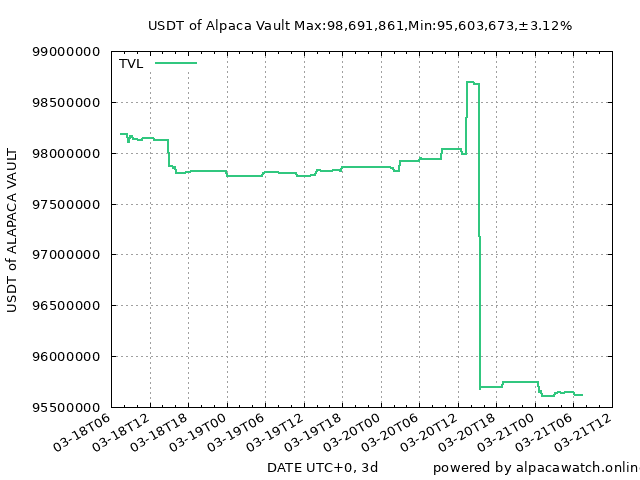 USDT of Alpaca Vault Max:98,691,861,Min:95,603,673,±3.12%
TVL
99000000
98500000
98000000
97500000
97000000
96500000
96000000
95500000
USDT of ALAPACA VAULT
03-18T06
03-18T12
03-18T18
03-19T00
03-19T06
03-19T12
03-19T18
03-20T00
03-20T06
03-20T12
03-20T18
03-21T00
03-21T06
03-21T12
DATE UTC+0, 3d
powered by alpacawatch.onlin